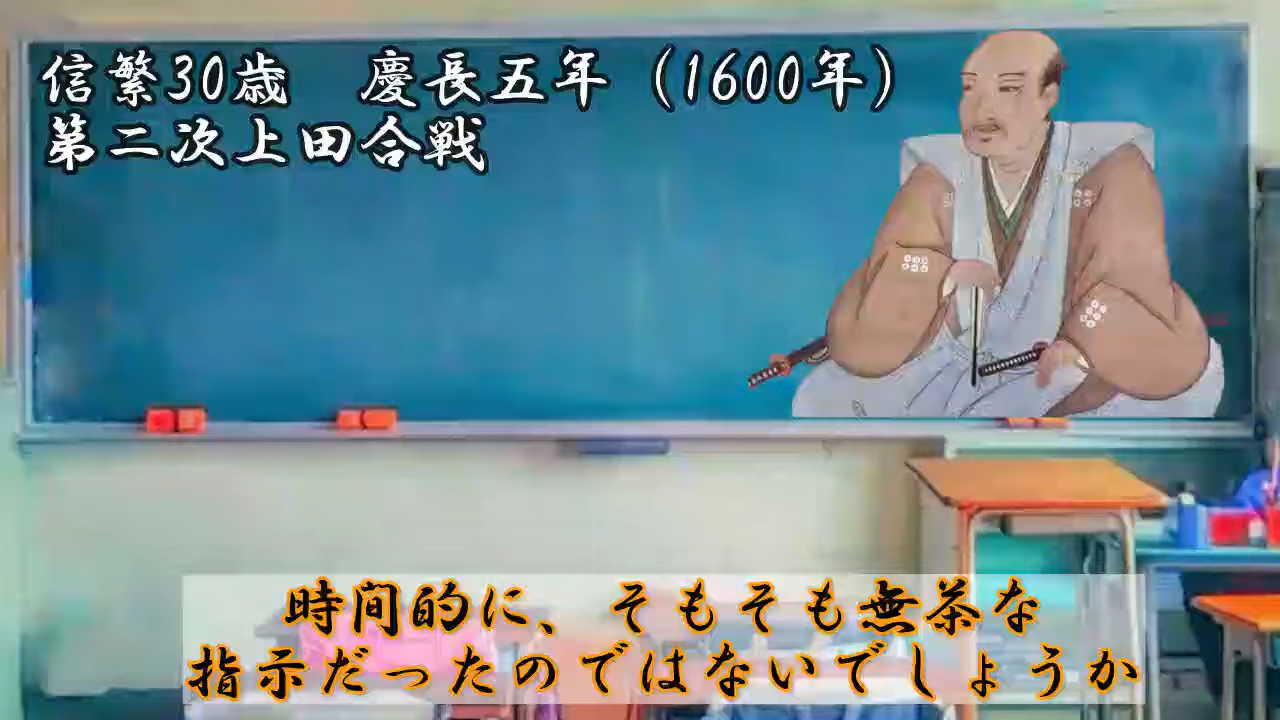 信繁30歳　慶長五年（1600年）
第二次上田合戦
時間的に、そもそも無茶な
指示だったのではないでしょうか